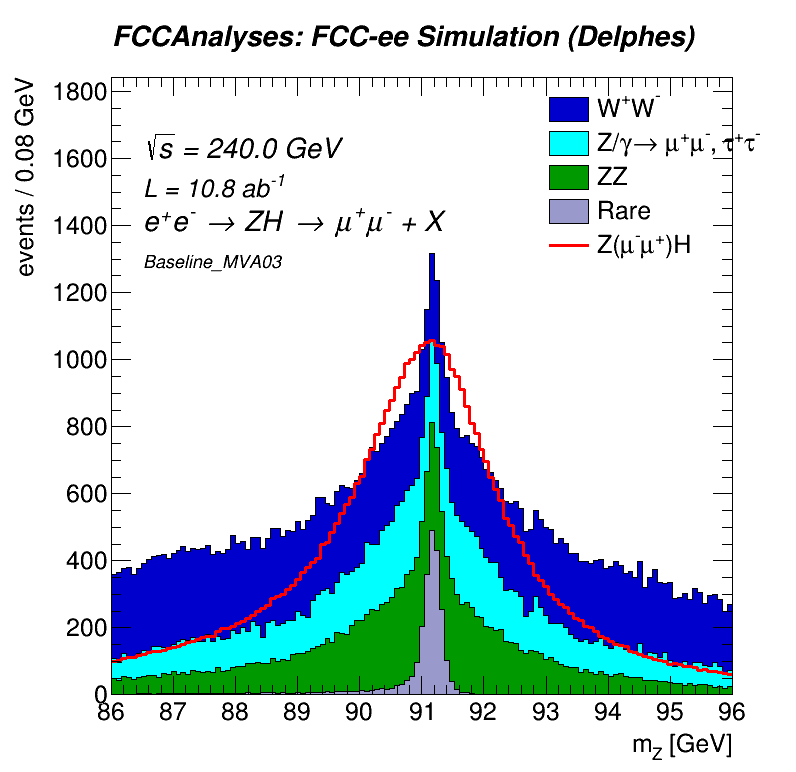 FCCAnalyses: FCC-ee Simulation (Delphes)
events / 0.08 GeV
1800
1600
1400
1200
1000
800
600
400
200
0
√s = 240.0 GeV
L = 10.8 ab⁻¹
e⁺e⁻ → ZH → μ⁺μ⁻ + X
Baseline_MVA03
W⁺W⁻
Z/γ→ μ⁺μ⁻, τ⁺τ⁻
ZZ
Rare
Z(μ⁻μ⁺)H
86 87 88 89 90 91 92 93 94 95 96
m_Z [GeV]